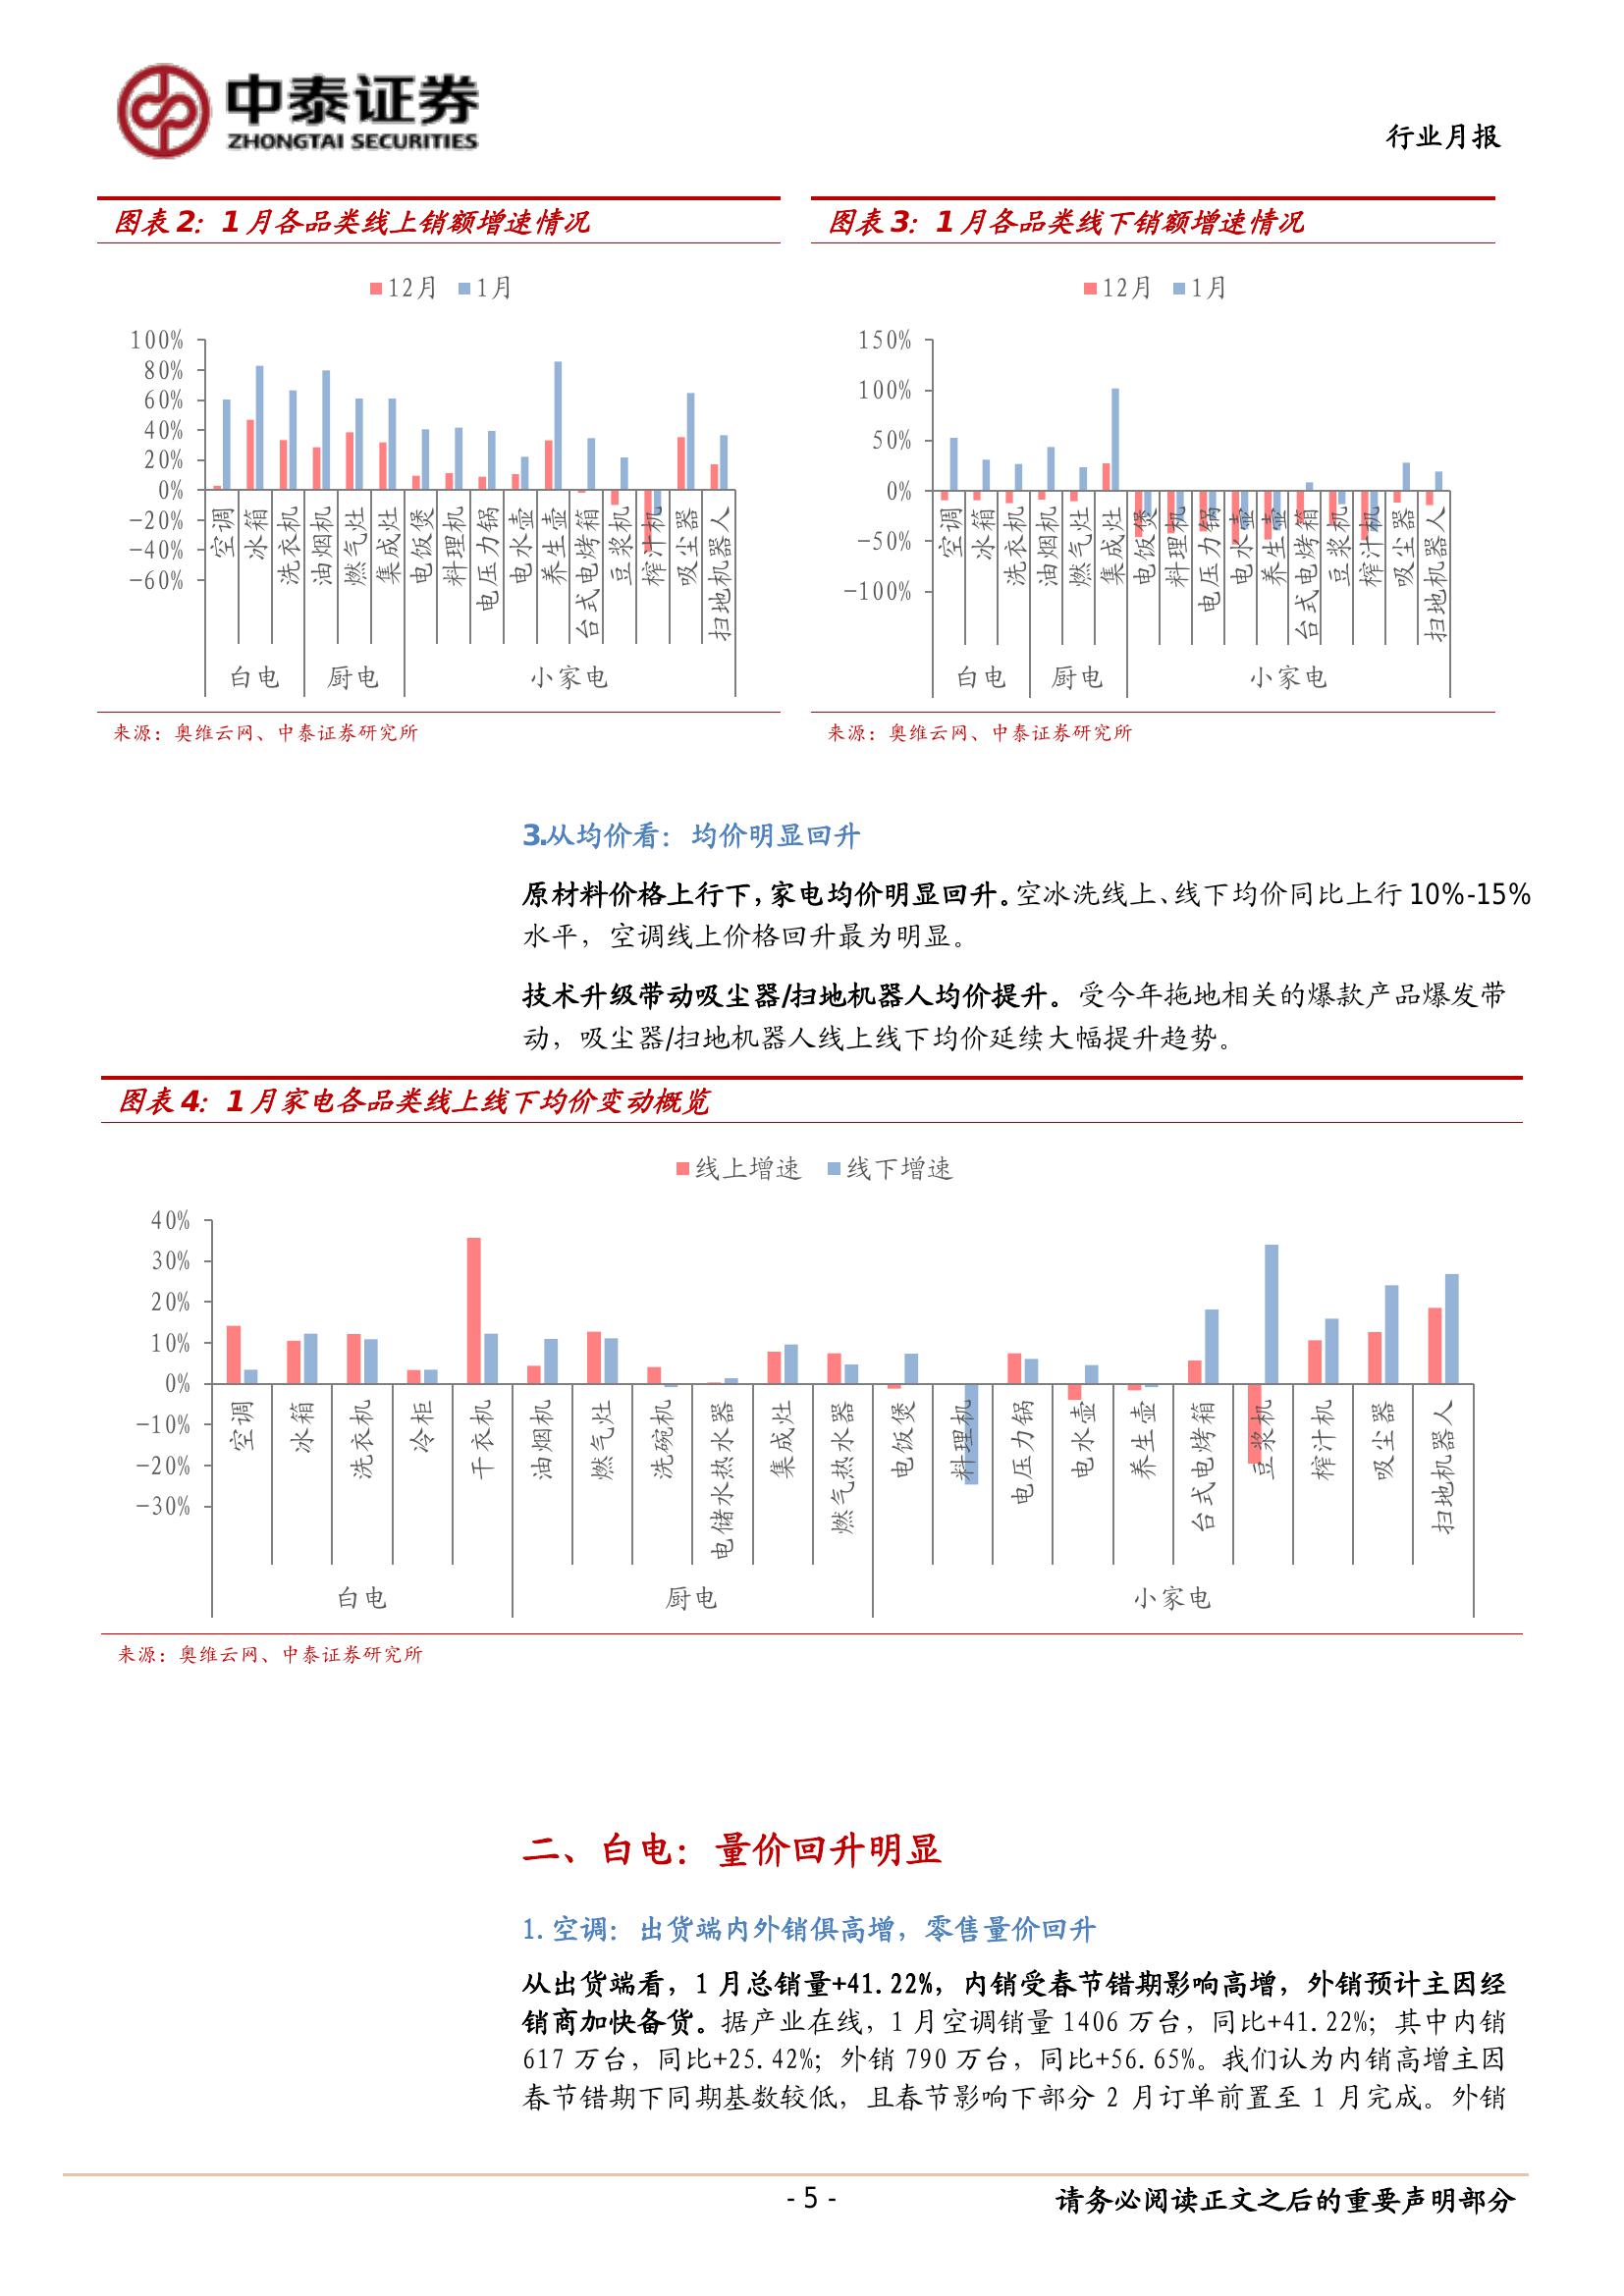 中泰证券
ZHONGTAI SECURITIES
行业月报
图表2：1月各品类线上销额增速情况
12月 1月
100%
80%
60%
40%
20%
0%
-20%
-40%
-60%
空调 冰箱 洗衣机 油烟机 燃气灶 集成灶 电饭煲 料理机 电压力锅 电水壶 养生壶 台式电烤箱 豆浆机 榨汁机 吸尘器 扫地机器人
白电 厨电 小家电
来源：奥维云网、中泰证券研究所
图表3：1月各品类线下销额增速情况
12月 1月
150%
100%
50%
0%
-50%
-100%
空调 冰箱 洗衣机 油烟机 燃气灶 集成灶 电饭煲 料理机 电压力锅 电水壶 养生壶 台式电烤箱 豆浆机 榨汁机 吸尘器 扫地机器人
白电 厨电 小家电
来源：奥维云网、中泰证券研究所
3.从均价看：均价明显回升
原材料价格上行下，家电均价明显回升。空冰洗线上、线下均价同比上行10%-15%
水平，空调线上价格回升最为明显。
技术升级带动吸尘器/扫地机器人均价提升。受今年拖地相关的爆款产品爆发带
动，吸尘器/扫地机器人线上线下均价延续大幅提升趋势。
图表4：1月家电各品类线上线下均价变动概览
线上增速 线下增速
40%
30%
20%
10%
0%
-10%
-20%
-30%
空调 冰箱 洗衣机 冷柜 干衣机 油烟机 燃气灶 洗碗机 电储水热水器 集成灶 燃气热水器 电饭煲 料理机 电压力锅 电水壶 养生壶 台式电烤箱 豆浆机 榨汁机 吸尘器 扫地机器人
白电 厨电 小家电
来源：奥维云网、中泰证券研究所
二、白电：量价回升明显
1.空调：出货端内外销俱高增，零售量价回升
从出货端看，1月总销量+41.22%，内销受春节错期影响高增，外销预计主因经
销商加快备货。据产业在线，1月空调销量1406万台，同比+41.22%；其中内销
617万台，同比+25.42%；外销790万台，同比+56.65%。我们认为内销高增主因
春节错期下同期基数较低，且春节影响下部分2月订单前置至1月完成。外销
- 5 -
请务必阅读正文之后的重要声明部分